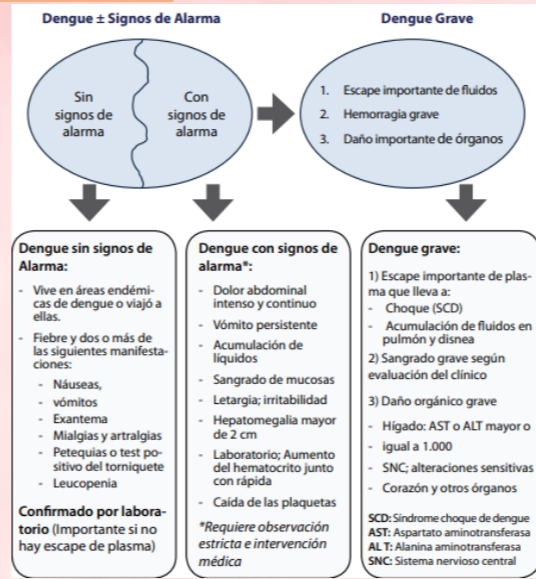 Dengue ± Signos de Alarma
Dengue Grave
Sin
signos de
alarma
Con
signos de
alarma
1. Escape importante de fluidos
2. Hemorragia grave
3. Daño importante de órganos
Dengue sin signos de
Alarma:
- Vive en áreas endémi-
cas de dengue o viajó a
ellas.
- Fiebre y dos o más de
las siguientes manifesta-
ciones:
- Náuseas,
- vómitos
- Exantema
- Mialgias y artralgias
- Petequias o test po-
sitivo del torniquete
- Leucopenia
Confirmado por labora-
torio (Importante si no
hay escape de plasma)
Dengue con signos de
alarma*:
- Dolor abdominal
intenso y continuo
- Vómito persistente
- Acumulación de
líquidos
- Sangrado de mucosas
- Letargia; irritabilidad
- Hepatomegalia mayor
de 2 cm
- Laboratorio; Aumento
del hematocrito junto
con rápida
- Caída de las plaquetas
*Requiere observación
estricta e intervención
médica
Dengue grave:
1) Escape importante de plas-
ma que lleva a:
- Choque (SCD)
- Acumulación de fluidos en
pulmón y disnea
2) Sangrado grave según
evaluación del clínico
3) Daño orgánico grave
- Hígado: AST o ALT mayor o
- igual a 1.000
- SNC; alteraciones sensitivas
- Corazón y otros órganos
SCD: Síndrome choque de dengue
AST: Aspartato aminotransferasa
AL T: Alanina aminotransferasa
SNC: Sistema nervioso central